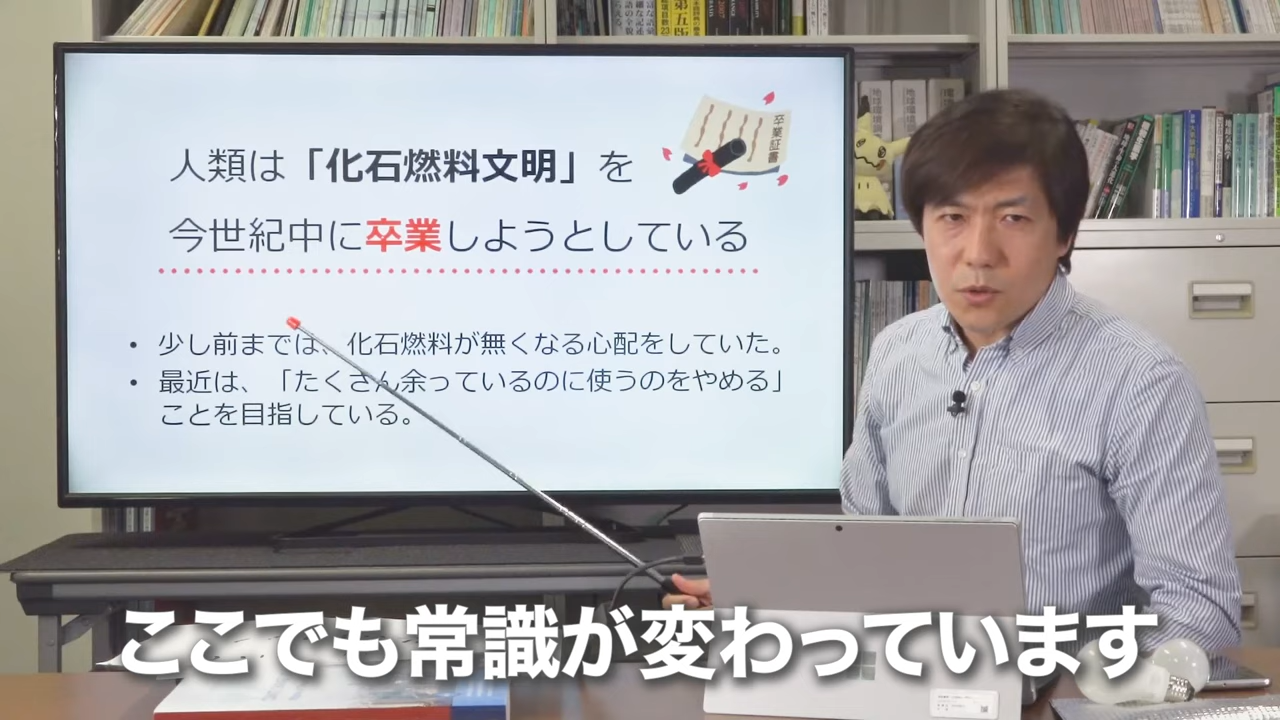 卒業証書
人類は「化石燃料文明」を
今世紀中に卒業しようとしている
• 少し前までは、化石燃料が無くなる心配をしていた。
• 最近は、「たくさん余っているのに使うのをやめる」
ことを目指している。
ここでも常識が変わっています